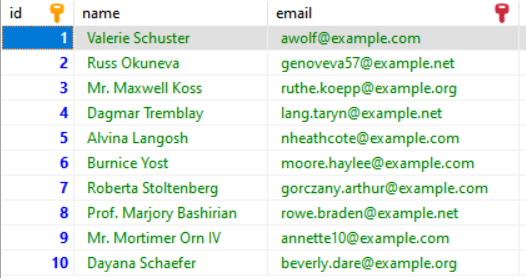 id name email
1 Valerie Schuster awolf@example.com
2 Russ Okuneva genoveva57@example.net
3 Mr. Maxwell Koss ruthe.koepp@example.org
4 Dagmar Tremblay lang.taryn@example.net
5 Alvina Langosh nheathcote@example.com
6 Burnice Yost moore.haylee@example.com
7 Roberta Stoltenberg gorczany.arthur@example.com
8 Prof. Marjory Bashirian rowe.braden@example.net
9 Mr. Mortimer Orn IV annette10@example.com
10 Dayana Schaefer beverly.dare@example.org